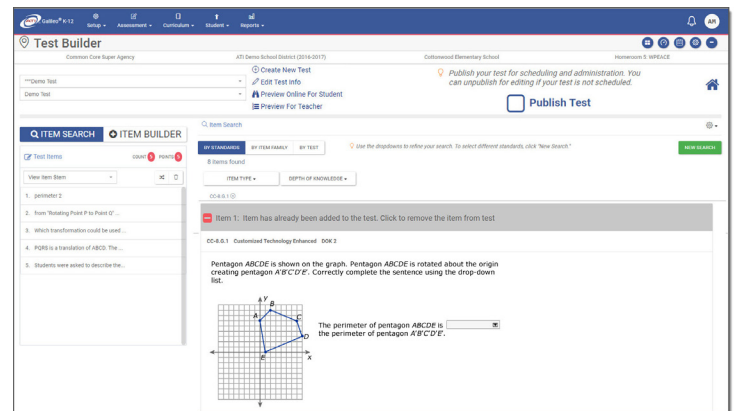 ATI Galileo® K-12
Setup Assessment Curriculum Student Reports
AR
Test Builder
Common Core Super Agency ATI Demo School District (2016-2017) Cottonwood Elementary School Homeroom 5: WPEACE
***Demo Test
Demo Test
Create New Test
Edit Test Info
Preview Online For Student
Preview For Teacher
Publish your test for scheduling and administration. You
can unpublish for editing if your test is not scheduled.
Publish Test
ITEM SEARCH ITEM BUILDER
Test Items COUNT 5 POINTS 5
View Item Stem
1. perimeter 2
2. from "Rotating Point P to Point Q" ...
3. Which transformation could be used ...
4. PQRS is a translation of ABCD. The ...
5. Students were asked to describe the...
Item Search
BY STANDARDS BY ITEM FAMILY BY TEST
Use the dropdowns to refine your search. To select different standards, click "New Search."
NEW SEARCH
8 items found
ITEM TYPE DEPTH OF KNOWLEDGE
CC-8.G.1
Item 1: Item has already been added to the test. Click to remove the item from test
CC-8.G.1 Customized Technology Enhanced DOK 2
Pentagon ABCDE is shown on the graph. Pentagon ABCDE is rotated about the origin
creating pentagon A'B'C'D'E'. Correctly complete the sentence using the drop-down
list.
Y
B
A
C
D
E
X
The perimeter of pentagon ABCDE is
the perimeter of pentagon A'B'C'D'E'.